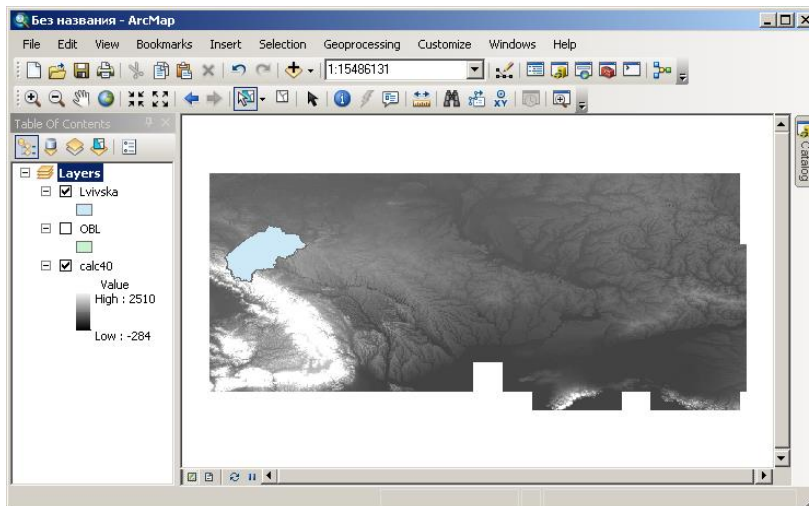 Без названия - ArcMap
File Edit View Bookmarks Insert Selection Geoprocessing Customize Windows Help
1:15486131
Table Of Contents
Layers
Lvivska
OBL
calc40
Value
High : 2510
Low : -284
Catalog